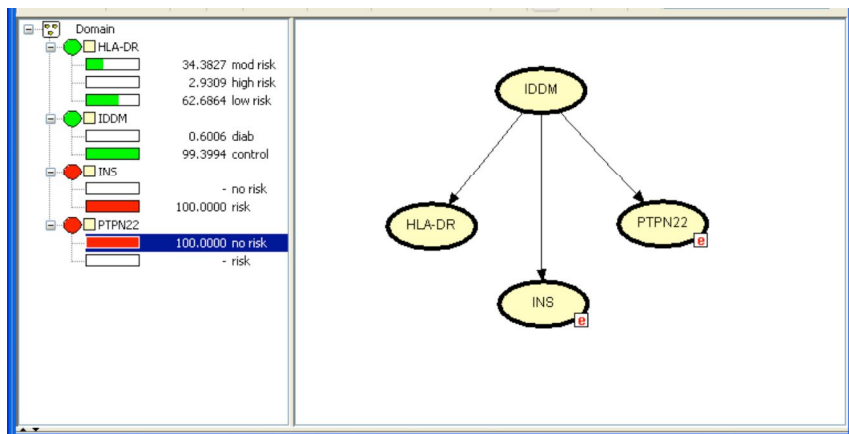 Domain
HLA-DR
34.3827 mod risk
2.9309 high risk
62.6864 low risk
IDDM
0.6006 diab
99.3994 control
INS
- no risk
100.0000 risk
PTPN22
100.0000 no risk
- risk
IDDM
HLA-DR
PTPN22
e
INS
e